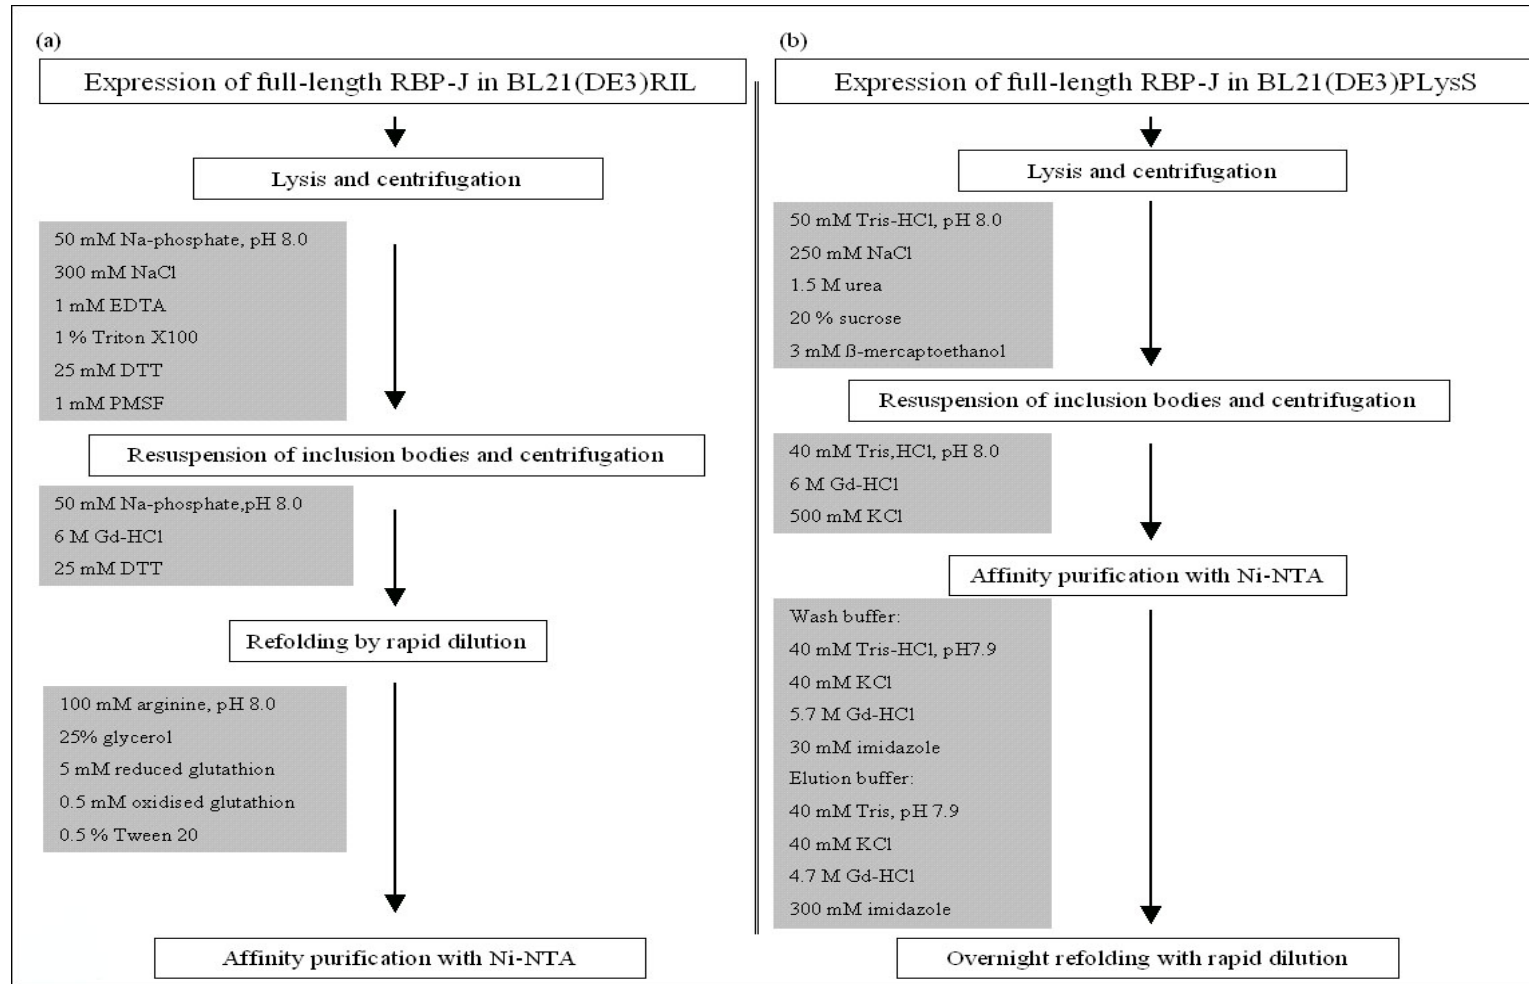 (a)
Expression of full-length RBP-J in BL21(DE3)RIL
Lysis and centrifugation
50 mM Na-phosphate, pH 8.0
300 mM NaCl
1 mM EDTA
1 % Triton X100
25 mM DTT
1 mM PMSF
Resuspension of inclusion bodies and centrifugation
50 mM Na-phosphate,pH 8.0
6 M Gd-HCl
25 mM DTT
Refolding by rapid dilution
100 mM arginine, pH 8.0
25% glycerol
5 mM reduced glutathion
0.5 mM oxidised glutathion
0.5 % Tween 20
Affinity purification with Ni-NTA
(b)
Expression of full-length RBP-J in BL21(DE3)PLysS
Lysis and centrifugation
50 mM Tris-HCl, pH 8.0
250 mM NaCl
1.5 M urea
20 % sucrose
3 mM ß-mercaptoethanol
Resuspension of inclusion bodies and centrifugation
40 mM Tris,HCl, pH 8.0
6 M Gd-HCl
500 mM KCl
Affinity purification with Ni-NTA
Wash buffer:
40 mM Tris-HCl, pH7.9
40 mM KCl
5.7 M Gd-HCl
30 mM imidazole
Elution buffer:
40 mM Tris, pH 7.9
40 mM KCl
4.7 M Gd-HCl
300 mM imidazole
Overnight refolding with rapid dilution